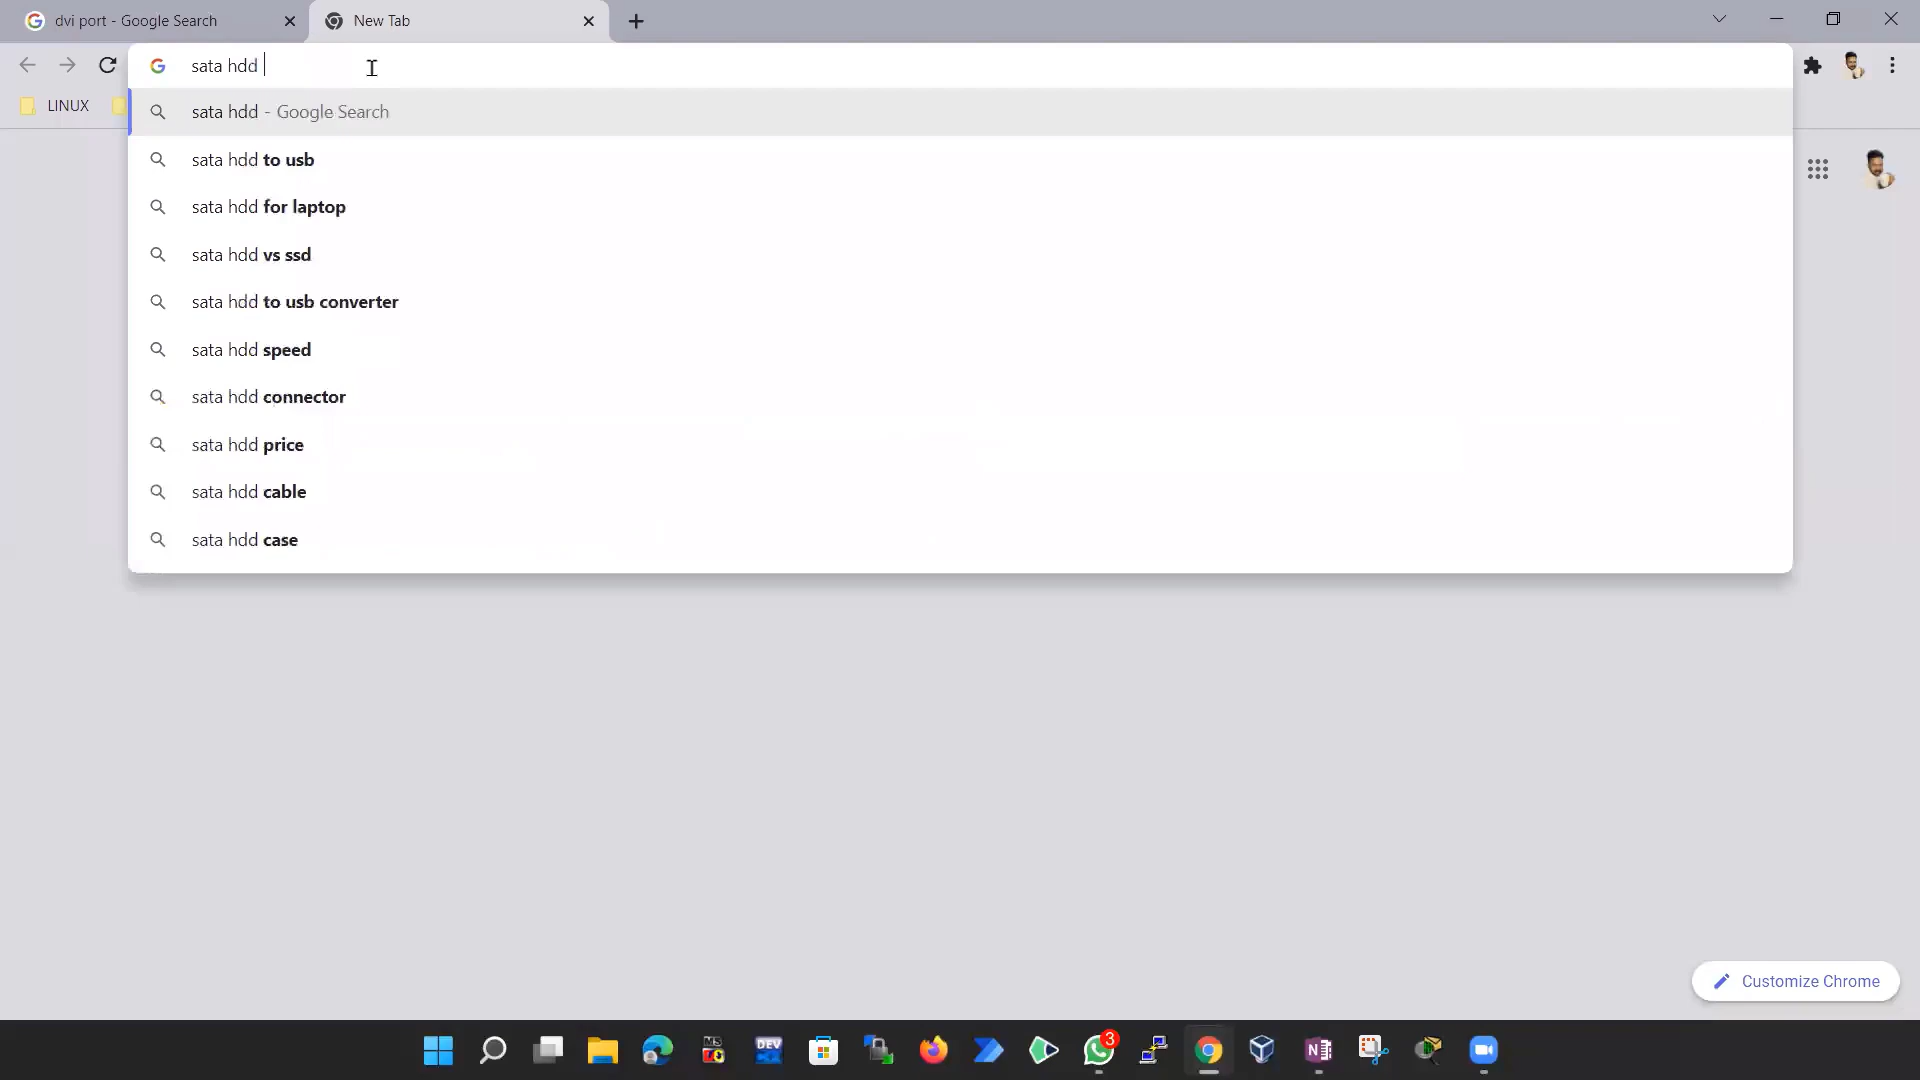 dvi port - Google Search
New Tab
sata hdd
LINUX
sata hdd - Google Search
sata hdd to usb
sata hdd for laptop
sata hdd vs ssd
sata hdd to usb converter
sata hdd speed
sata hdd connector
sata hdd price
sata hdd cable
sata hdd case
Customize Chrome
MS
DEV
3
N